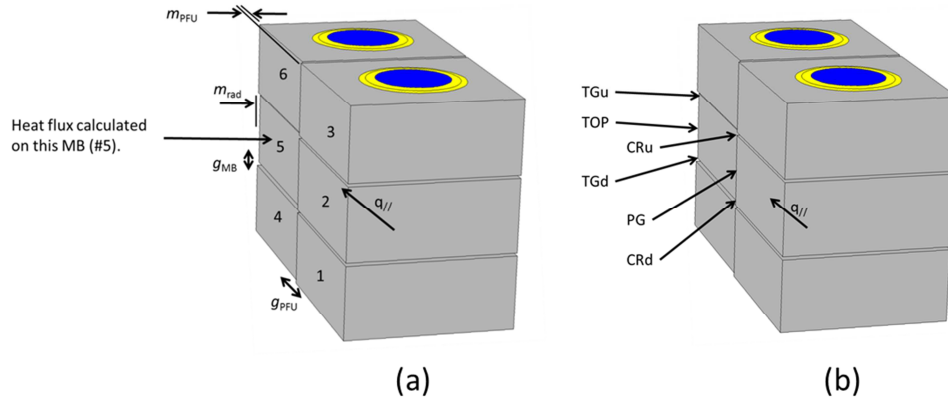 m_PFU
6
m_rad
3
Heat flux calculated
on this MB (#5).
5
g_MB
2
q_//
4
1
g_PFU
(a)
TGu
TOP
CRu
TGd
q_//
PG
CRd
(b)